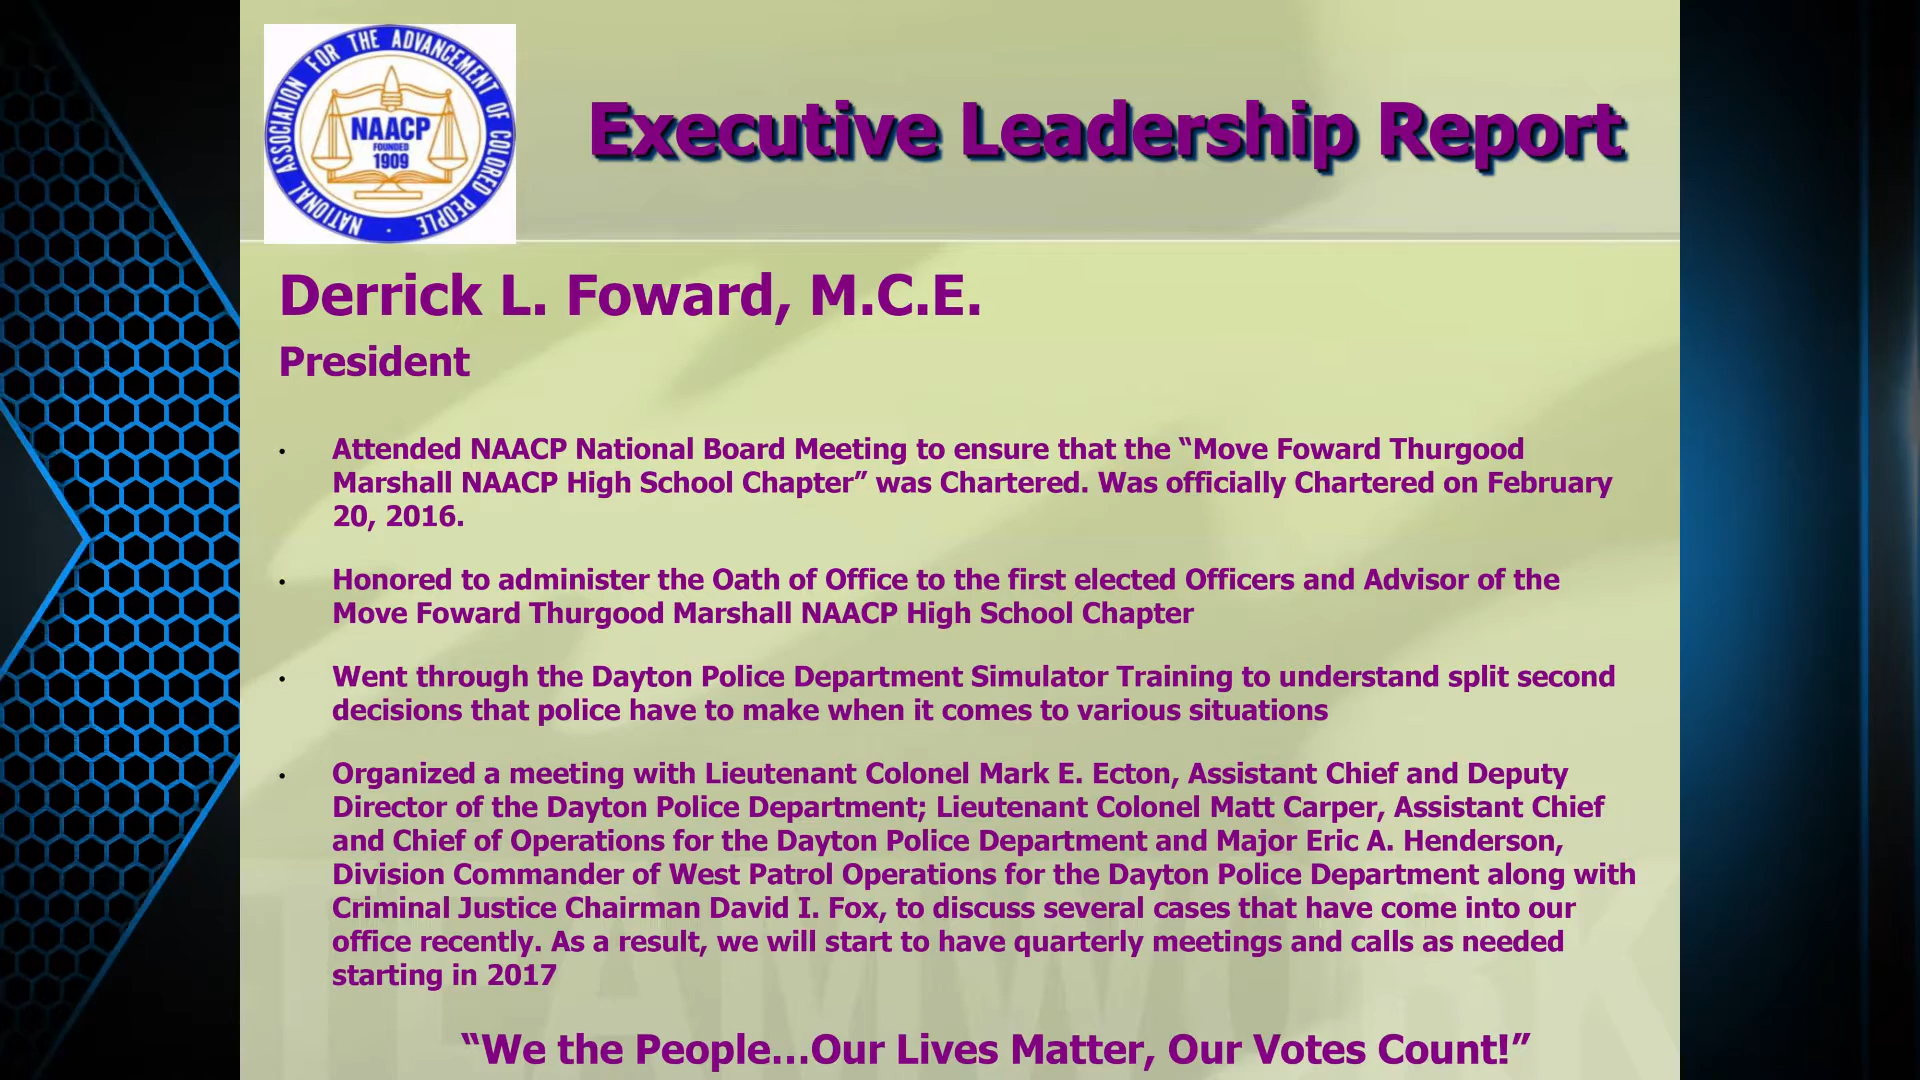 NATIONAL ASSOCIATION FOR THE ADVANCEMENT OF COLORED PEOPLE
NAACP
FOUNDED
1909
Executive Leadership Report
Derrick L. Foward, M.C.E.
President
• Attended NAACP National Board Meeting to ensure that the “Move Foward Thurgood
Marshall NAACP High School Chapter” was Chartered. Was officially Chartered on February
20, 2016.
• Honored to administer the Oath of Office to the first elected Officers and Advisor of the
Move Foward Thurgood Marshall NAACP High School Chapter
• Went through the Dayton Police Department Simulator Training to understand split second
decisions that police have to make when it comes to various situations
• Organized a meeting with Lieutenant Colonel Mark E. Ecton, Assistant Chief and Deputy
Director of the Dayton Police Department; Lieutenant Colonel Matt Carper, Assistant Chief
and Chief of Operations for the Dayton Police Department and Major Eric A. Henderson,
Division Commander of West Patrol Operations for the Dayton Police Department along with
Criminal Justice Chairman David I. Fox, to discuss several cases that have come into our
office recently. As a result, we will start to have quarterly meetings and calls as needed
starting in 2017
TEAMWORK
“We the People…Our Lives Matter, Our Votes Count!”